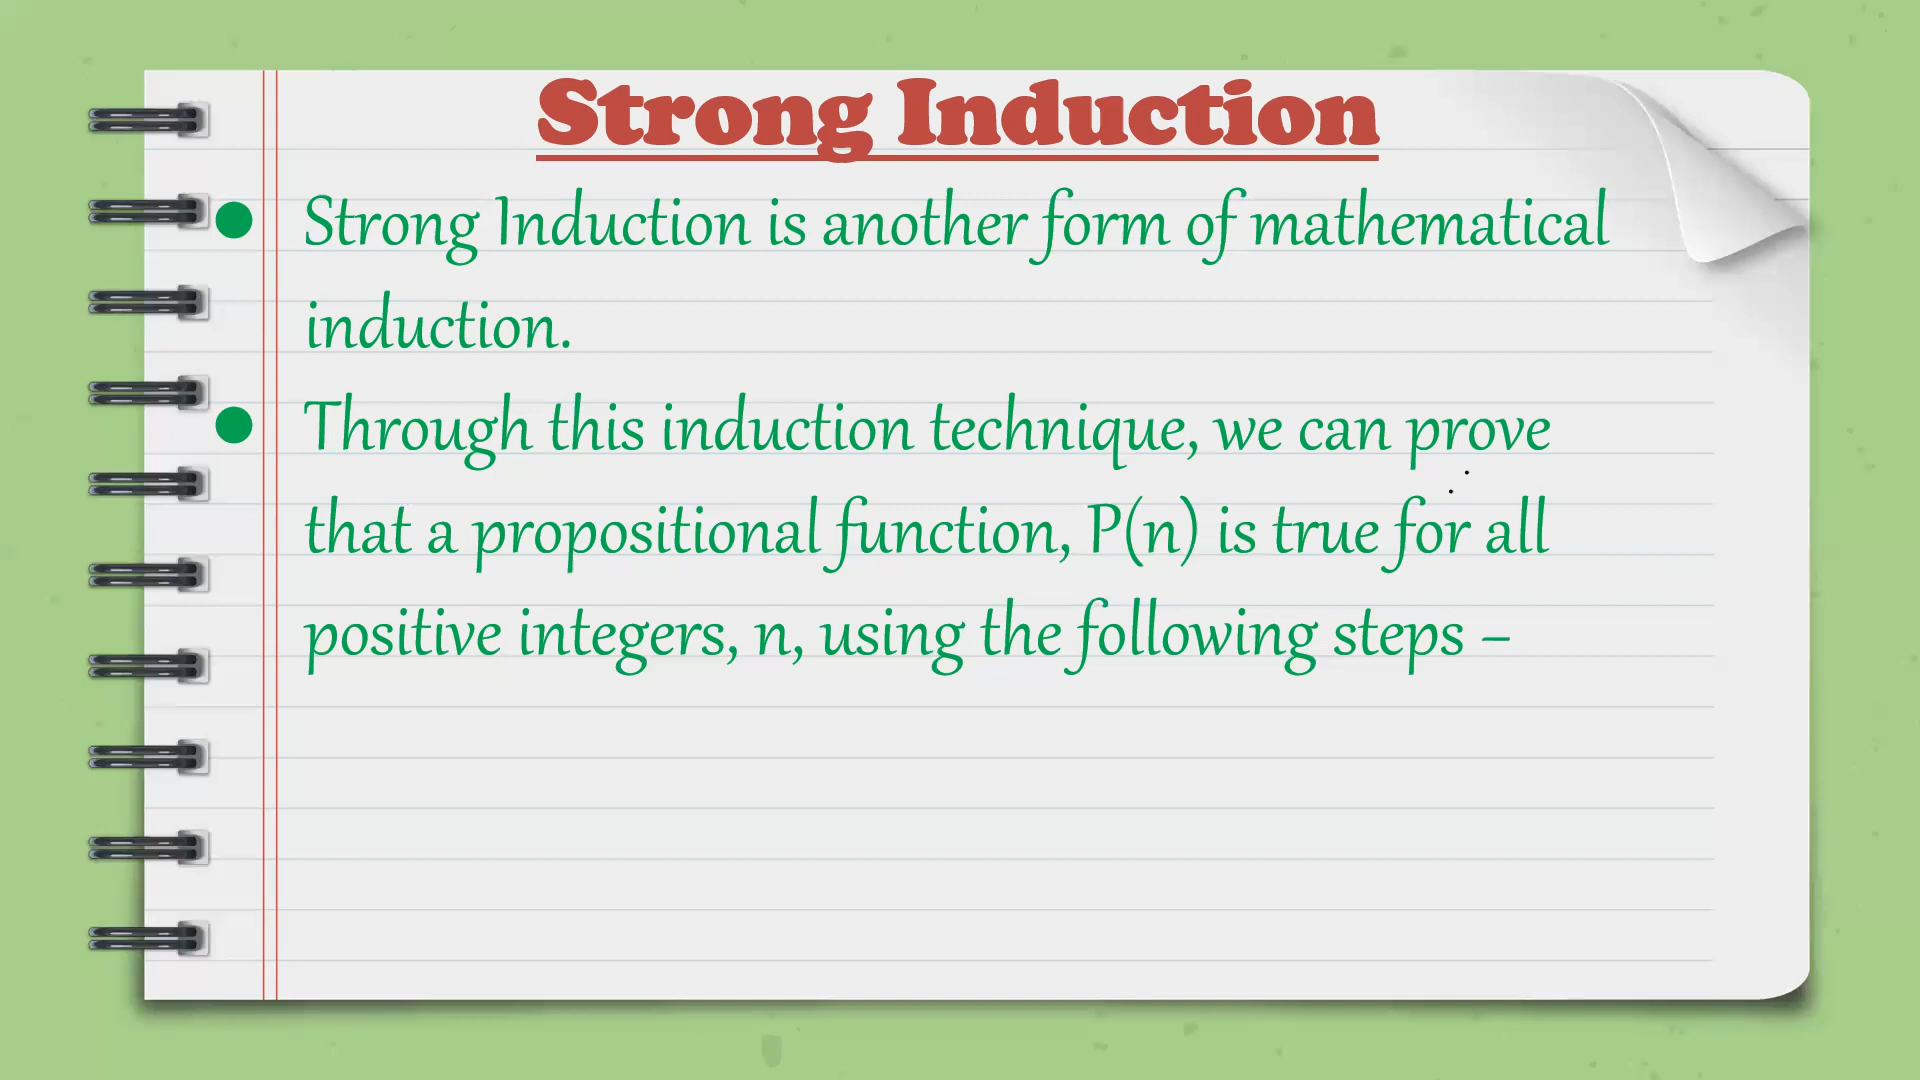 Strong Induction
● Strong Induction is another form of mathematical
induction.
● Through this induction technique, we can prove
that a propositional function, P(n) is true for all
positive integers, n, using the following steps –